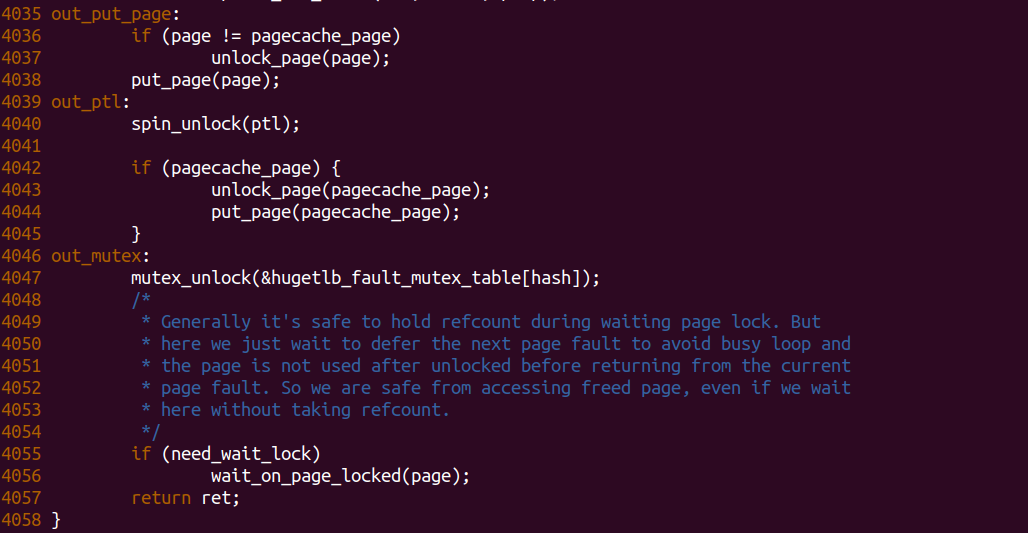 4035 out_put_page:
4036         if (page != pagecache_page)
4037                 unlock_page(page);
4038         put_page(page);
4039 out_ptl:
4040         spin_unlock(ptl);
4041
4042         if (pagecache_page) {
4043                 unlock_page(pagecache_page);
4044                 put_page(pagecache_page);
4045         }
4046 out_mutex:
4047         mutex_unlock(&hugetlb_fault_mutex_table[hash]);
4048         /*
4049          * Generally it's safe to hold refcount during waiting page lock. But
4050          * here we just wait to defer the next page fault to avoid busy loop and
4051          * the page is not used after unlocked before returning from the current
4052          * page fault. So we are safe from accessing freed page, even if we wait
4053          * here without taking refcount.
4054          */
4055         if (need_wait_lock)
4056                 wait_on_page_locked(page);
4057         return ret;
4058 }